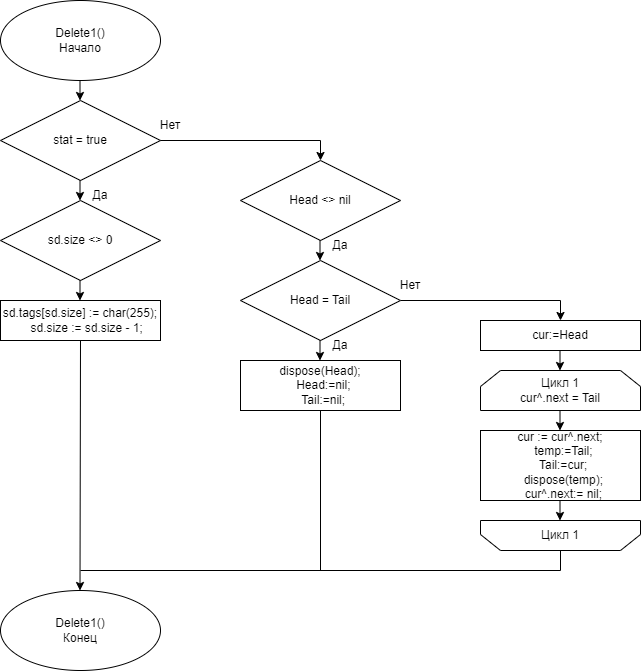 Delete1()
Начало
stat = true
Нет
Да
sd.size <> 0
sd.tags[sd.size] := char(255);
sd.size := sd.size - 1;
Head <> nil
Да
Head = Tail
Нет
Да
dispose(Head);
Head:=nil;
Tail:=nil;
cur:=Head
Цикл 1
cur^.next = Tail
cur := cur^.next;
temp:=Tail;
Tail:=cur;
dispose(temp);
cur^.next:= nil;
Цикл 1
Delete1()
Конец